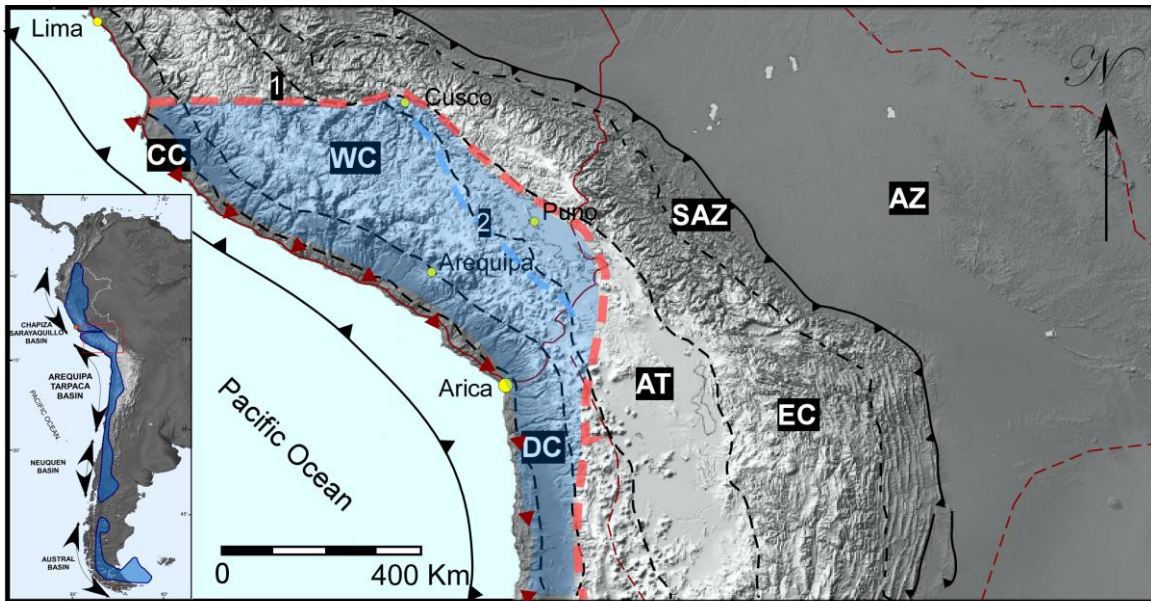 Lima
1
Cusco
N
CC
WC
SAZ
AZ
2
Puno
Arequipa
CHAPIZA
SARAYAQUILLO
BASIN
AREQUIPA
TARPACA
BASIN
PACIFIC OCEAN
NEUQUEN
BASIN
AUSTRAL
BASIN
Arica
AT
EC
DC
Pacific Ocean
0
400 Km